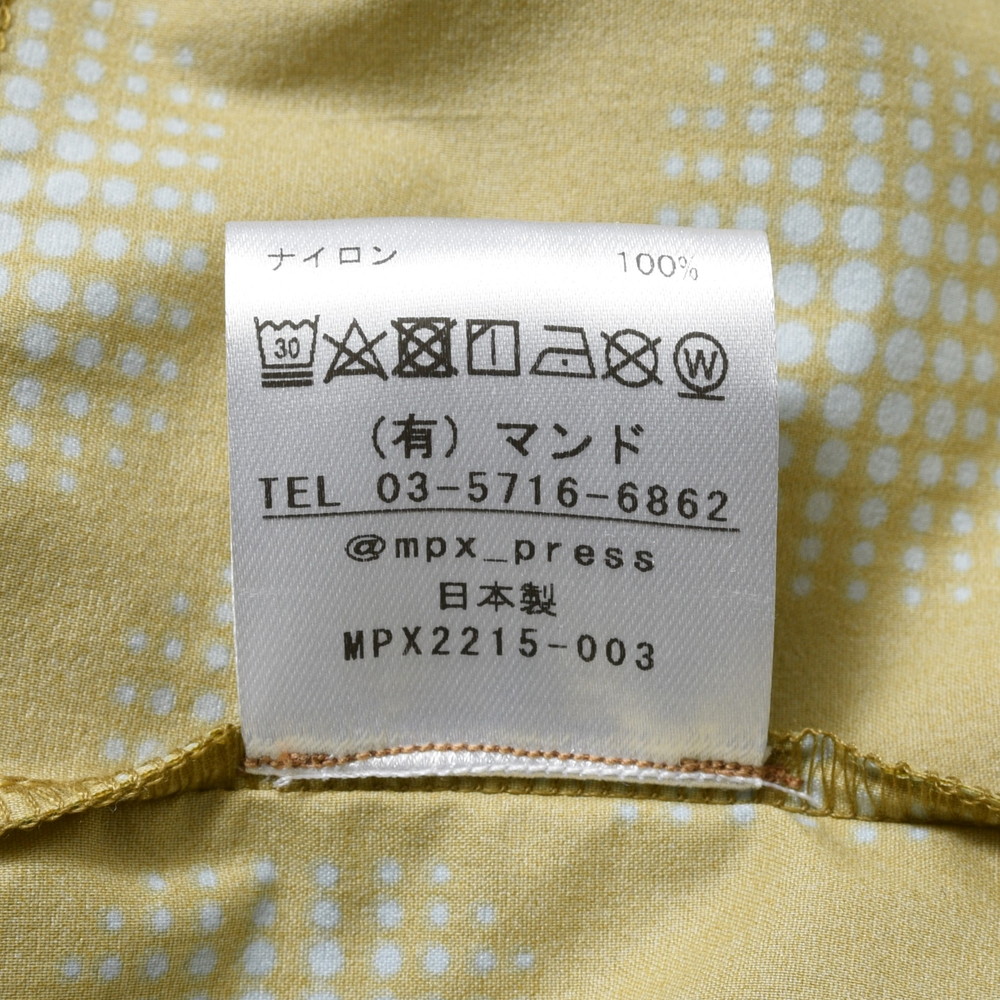 ナイロン 100%
30 W
(有) マンド
TEL 03-5716-6862
@mpx_press
日本製
MPX2215-003